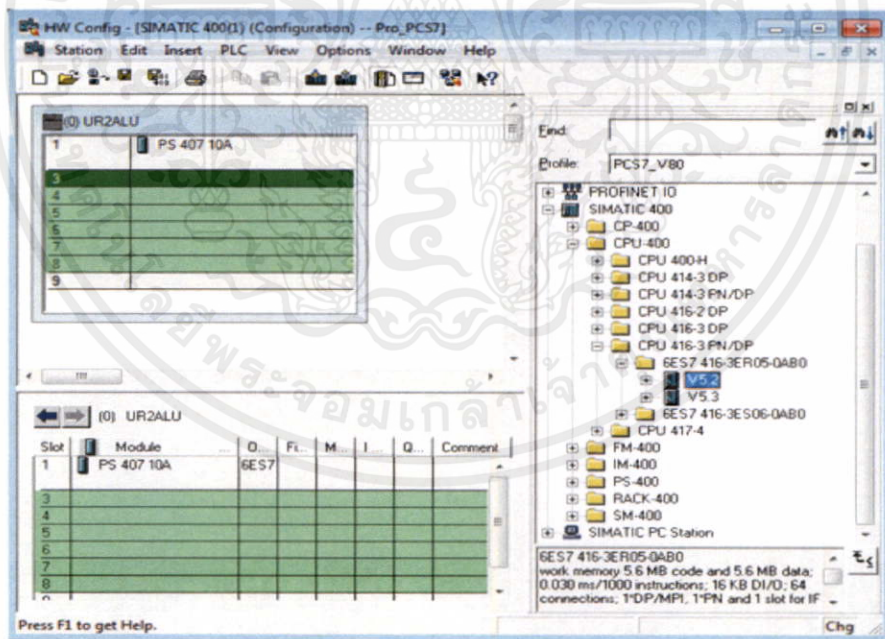 HW Config - [SIMATIC 400(1) (Configuration) -- Pro_PCS7]
Station Edit Insert PLC View Options Window Help
(0) UR2ALU
1 PS 407 10A
3
4
5
6
7
8
9
Find:
Profile: PCS7_V80
PROFINET IO
SIMATIC 400
CP-400
CPU-400
CPU 400-H
CPU 414-3 DP
CPU 414-3 PN/DP
CPU 416-2 DP
CPU 416-3 DP
CPU 416-3 PN/DP
6ES7 416-3ER05-0AB0
V5.2
V5.3
6ES7 416-3ES06-0AB0
CPU 417-4
FM-400
IM-400
PS-400
RACK-400
SM-400
SIMATIC PC Station
(0) UR2ALU
Slot Module ... O... Fi... M... I... Q... Comment
1 PS 407 10A 6ES7
3
4
5
6
7
8
6ES7 416-3ER05-0AB0
work memory 5.6 MB code and 5.6 MB data;
0.030 ms/1000 instructions; 16 KB DI/O; 64
connections; 1*DP/MPI, 1*PN and 1 slot for IF
Press F1 to get Help.
Chg